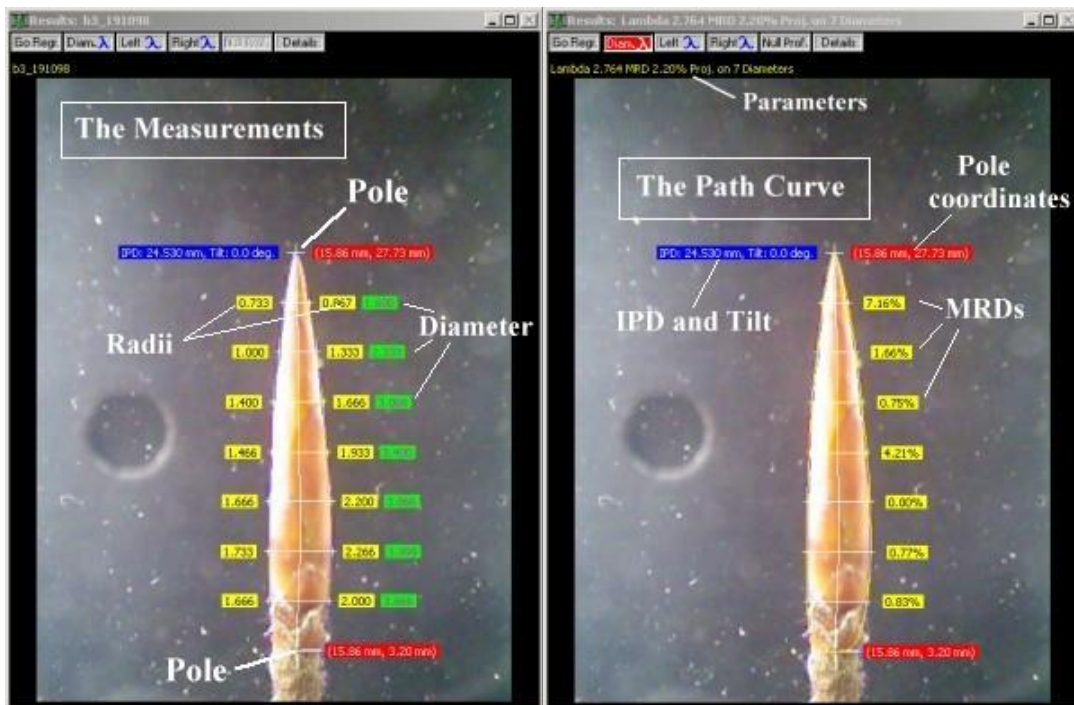 Results: b3_191098
Go Regr. Diam. λ Left λ Right λ Details
b3_191098
The Measurements
Pole
IPD: 24.530 mm, Tilt: 0.0 deg. (15.86 mm, 27.73 mm)
0.733 0.867
Radii
Diameter
1.000 1.333
1.400 1.666
1.466 1.933
1.666 2.200
1.733 2.266
1.666 2.000
Pole
(15.86 mm, 3.20 mm)
Results: Lambda 2.764 MRD 2.20% Proj. on 7 Diameters
Go Regr. Diam. λ Left λ Right λ Null Prof. Details
Lambda 2.764 MRD 2.20% Proj. on 7 Diameters
Parameters
The Path Curve
Pole
coordinates
IPD: 24.530 mm, Tilt: 0.0 deg. (15.86 mm, 27.73 mm)
7.16%
IPD and Tilt
MRDs
1.66%
0.75%
4.21%
0.00%
0.77%
0.83%
(15.86 mm, 3.20 mm)